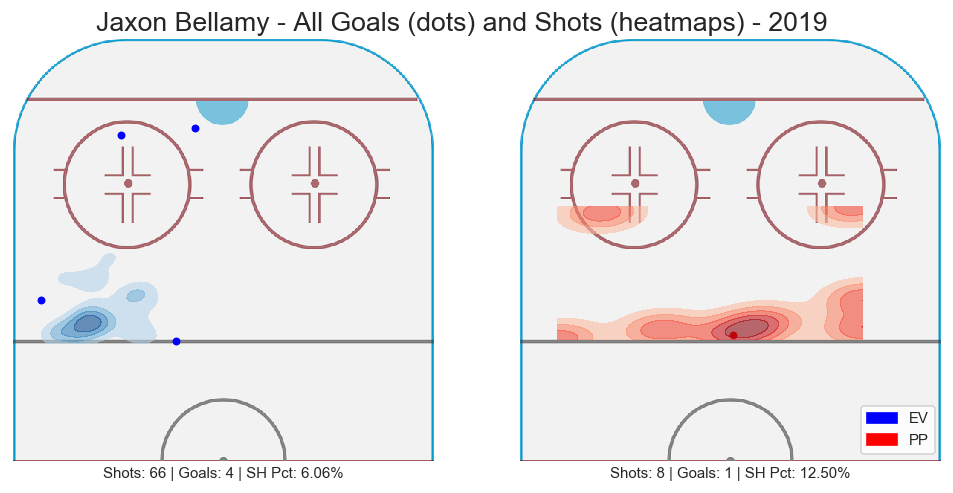 Jaxon Bellamy - All Goals (dots) and Shots (heatmaps) - 2019
EV
PP
Shots: 66 | Goals: 4 | SH Pct: 6.06%
Shots: 8 | Goals: 1 | SH Pct: 12.50%